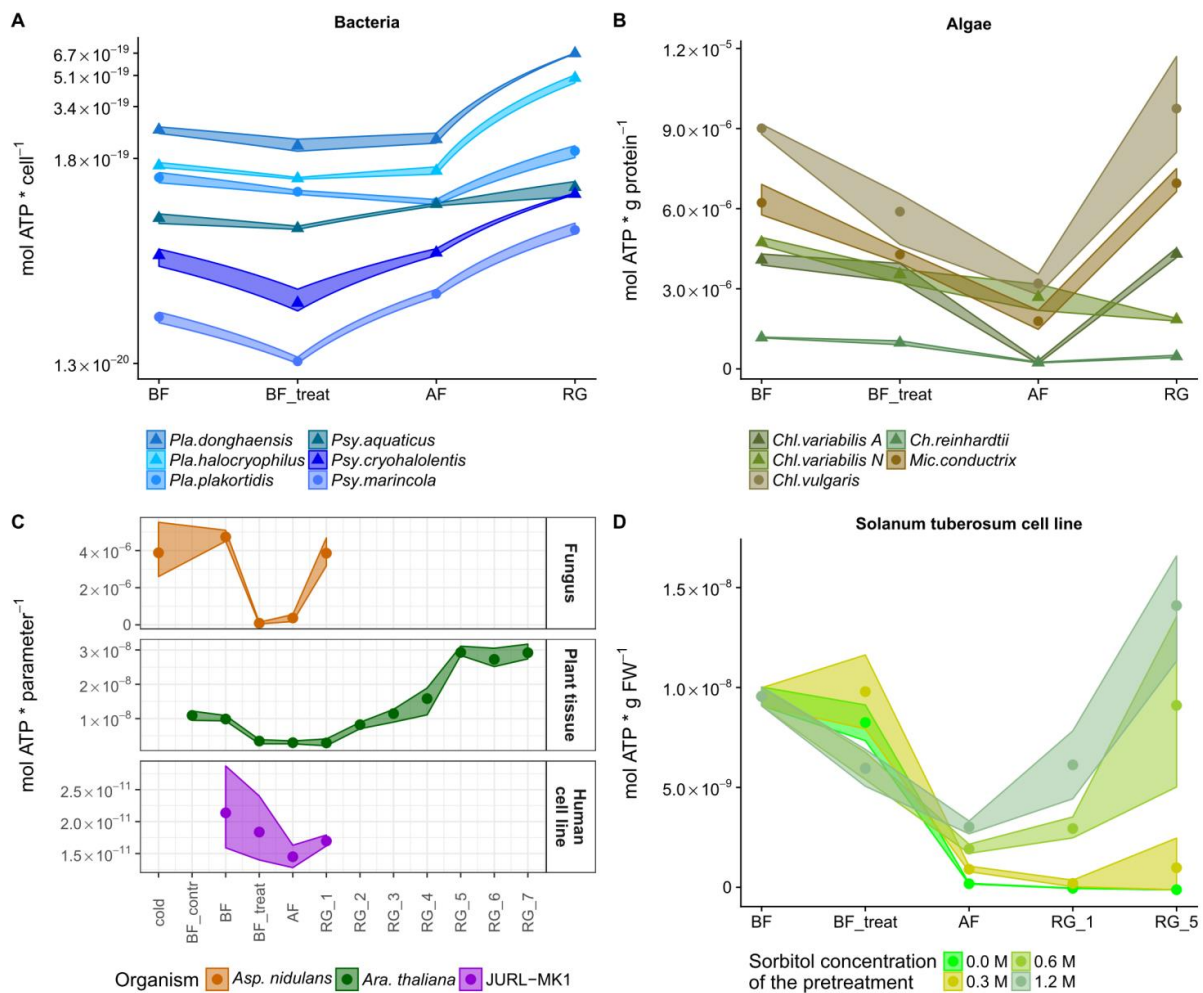 A
Bacteria
mol ATP * cell⁻¹
6.7 × 10⁻¹⁹
5.1 × 10⁻¹⁹
3.4 × 10⁻¹⁹
1.8 × 10⁻¹⁹
1.3 × 10⁻²⁰
BF BF_treat AF RG
Pla.donghaensis Psy.aquaticus
Pla.halocryophilus Psy.cryohalolentis
Pla.plakortidis Psy.marincola
B
Algae
mol ATP * g protein⁻¹
1.2 × 10⁻⁵
9.0 × 10⁻⁶
6.0 × 10⁻⁶
3.0 × 10⁻⁶
0
BF BF_treat AF RG
Chl.variabilis A Ch.reinhardtii
Chl.variabilis N Mic.conductrix
Chl.vulgaris
C
mol ATP * parameter⁻¹
4 × 10⁻⁶
2 × 10⁻⁶
0
Fungus
3 × 10⁻⁸
2 × 10⁻⁸
1 × 10⁻⁸
Plant tissue
2.5 × 10⁻¹¹
2.0 × 10⁻¹¹
1.5 × 10⁻¹¹
Human
cell line
cold BF_contr BF BF_treat AF RG_1 RG_2 RG_3 RG_4 RG_5 RG_6 RG_7
Organism Asp. nidulans Ara. thaliana JURL−MK1
D
Solanum tuberosum cell line
mol ATP * g FW⁻¹
1.5 × 10⁻⁸
1.0 × 10⁻⁸
5.0 × 10⁻⁹
0
BF BF_treat AF RG_1 RG_5
Sorbitol concentration
of the pretreatment
0.0 M 0.6 M
0.3 M 1.2 M